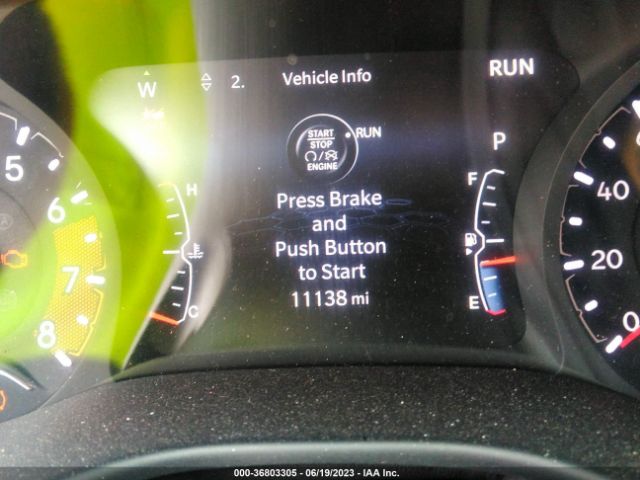 W
2.
Vehicle Info
RUN
START
STOP
ENGINE
RUN
P
H
C
F
E
Press Brake
and
Push Button
to Start
11138 mi
5
6
7
8
40
20
0
000-36803305 - 06/19/2023 - IAA Inc.